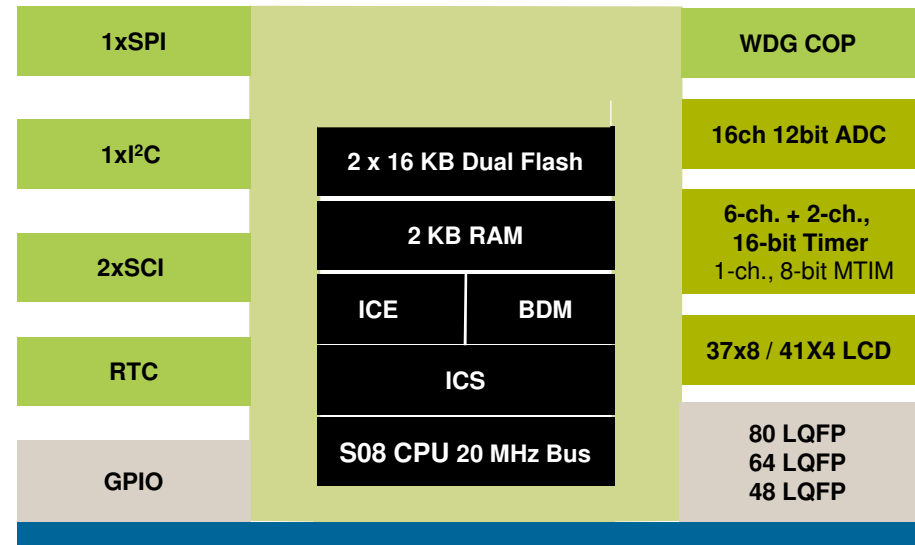 1xSPI
1xI²C
2xSCI
RTC
GPIO
2 x 16 KB Dual Flash
2 KB RAM
ICE
BDM
ICS
S08 CPU 20 MHz Bus
WDG COP
16ch 12bit ADC
6-ch. + 2-ch.,
16-bit Timer
1-ch., 8-bit MTIM
37x8 / 41X4 LCD
80 LQFP
64 LQFP
48 LQFP